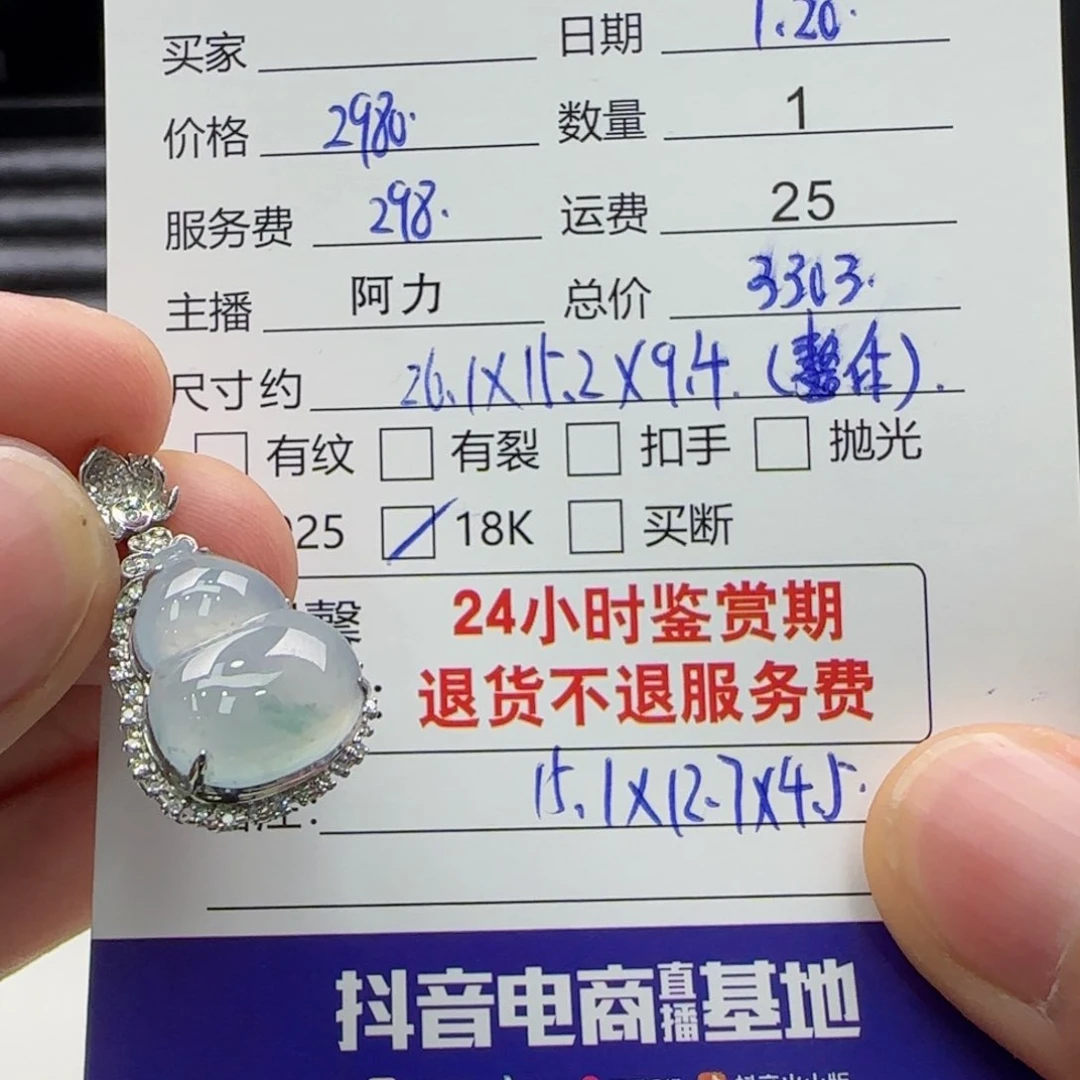 买家 日期 1.20.
价格 2980. 数量 1
服务费 298. 运费 25
主播 阿力 总价 3303.
尺寸约 26.1X15.2X9.4.(整体).
有纹 有裂 扣手 抛光
925 18K 买断
馨
24小时鉴赏期
退货不退服务费
15.1X12.7X4.5.
备注:
抖音电商直播基地